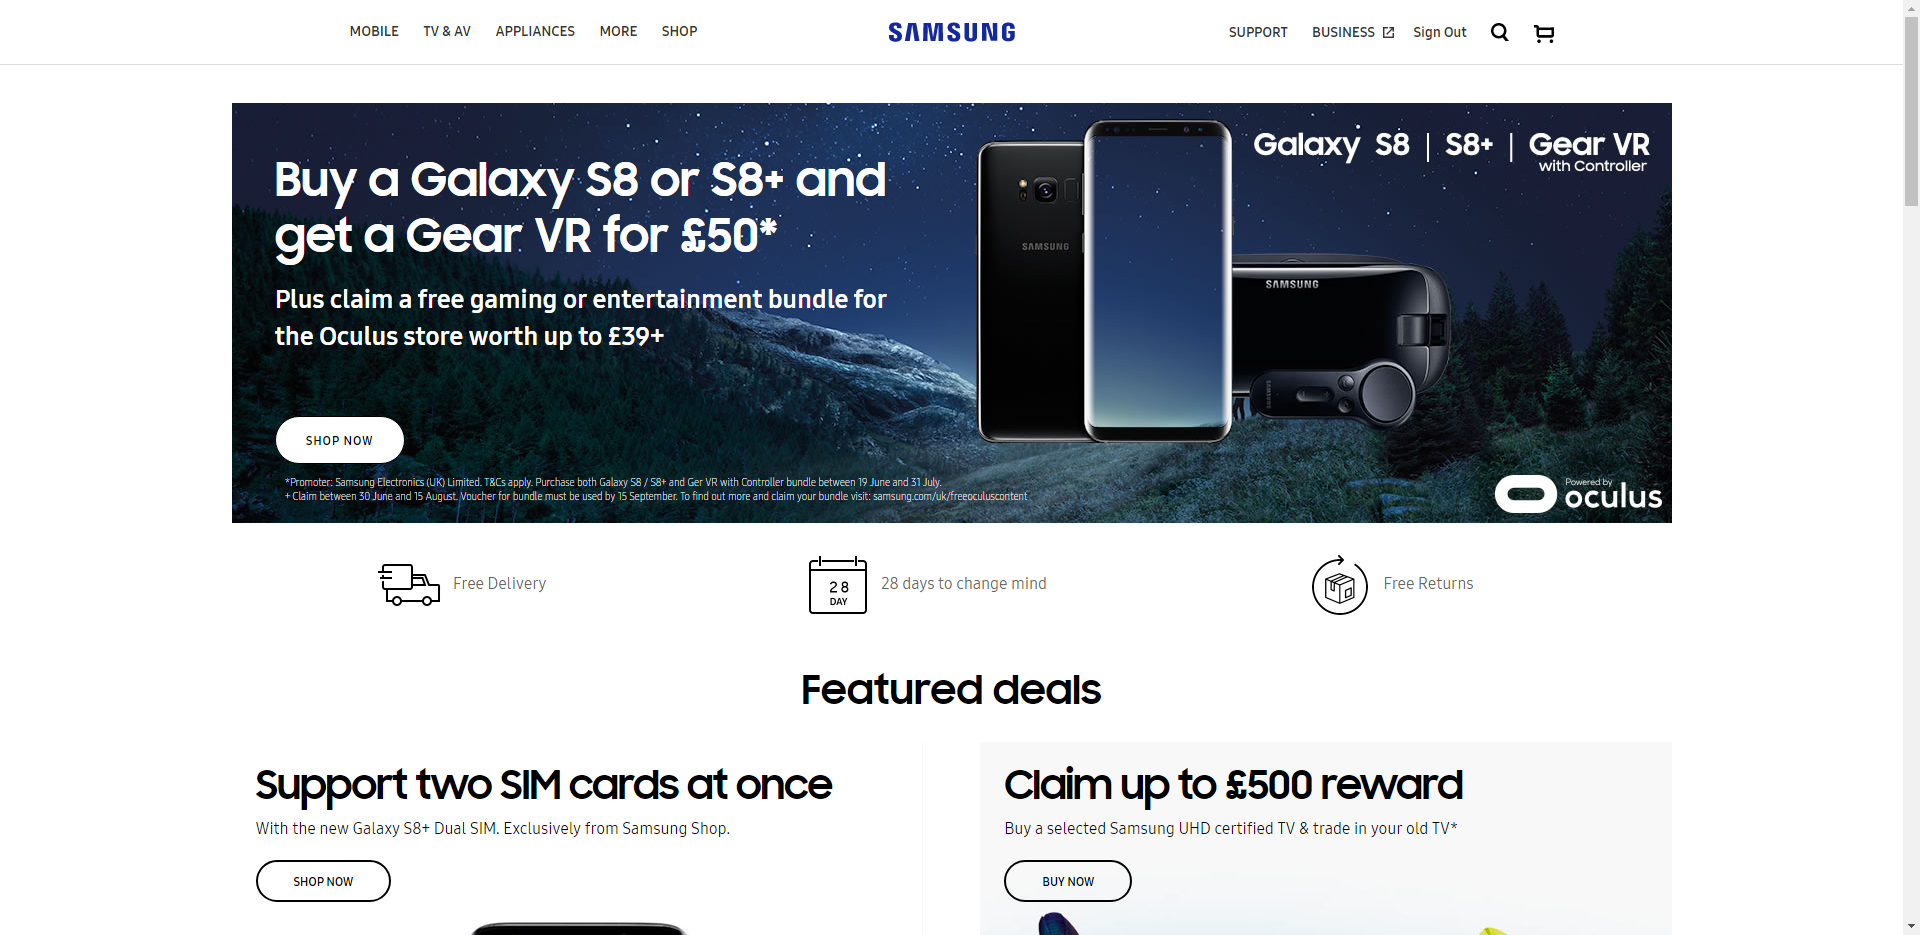 MOBILE TV & AV APPLIANCES MORE SHOP SAMSUNG SUPPORT BUSINESS Sign Out
Galaxy S8 | S8+ | Gear VR
with Controller
Buy a Galaxy S8 or S8+ and
get a Gear VR for £50*
Plus claim a free gaming or entertainment bundle for
the Oculus store worth up to £39+
SAMSUNG
SAMSUNG
SAMSUNG
SHOP NOW
*Promoter: Samsung Electronics (UK) Limited. T&Cs apply. Purchase both Galaxy S8 / S8+ and Ger VR with Controller bundle between 19 June and 31 July.
+ Claim between 30 June and 15 August. Voucher for bundle must be used by 15 September. To find out more and claim your bundle visit: samsung.com/uk/freeoculuscontent
Powered by
oculus
Free Delivery
28
DAY
28 days to change mind
Free Returns
Featured deals
Support two SIM cards at once
With the new Galaxy S8+ Dual SIM. Exclusively from Samsung Shop.
SHOP NOW
Claim up to £500 reward
Buy a selected Samsung UHD certified TV & trade in your old TV*
BUY NOW